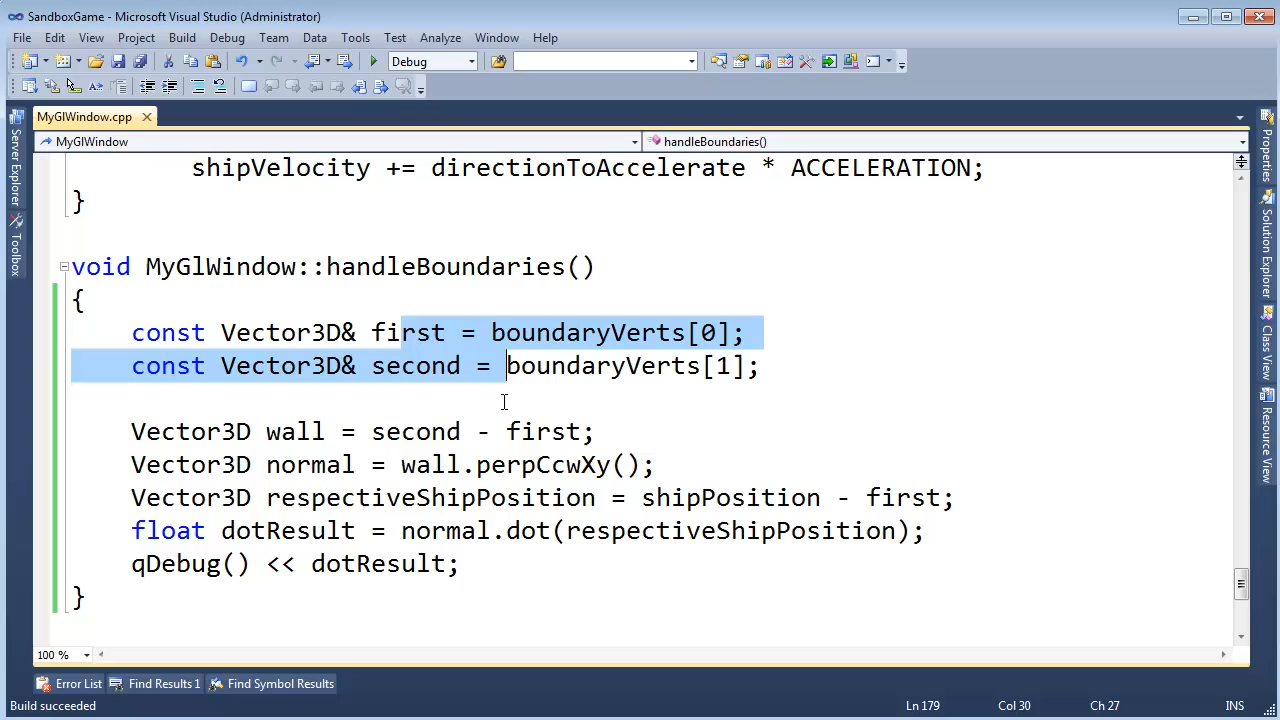 SandboxGame - Microsoft Visual Studio (Administrator)
File Edit View Project Build Debug Team Data Tools Test Analyze Window Help
Debug
MyGlWindow.cpp
MyGlWindow handleBoundaries()
Server Explorer
Toolbox
Properties
Solution Explorer
Class View
Resource View
shipVelocity += directionToAccelerate * ACCELERATION;
}
void MyGlWindow::handleBoundaries()
{
const Vector3D& first = boundaryVerts[0];
const Vector3D& second = boundaryVerts[1];
Vector3D wall = second - first;
Vector3D normal = wall.perpCcwXy();
Vector3D respectiveShipPosition = shipPosition - first;
float dotResult = normal.dot(respectiveShipPosition);
qDebug() << dotResult;
}
100 %
Error List Find Results 1 Find Symbol Results
Build succeeded Ln 179 Col 30 Ch 27 INS